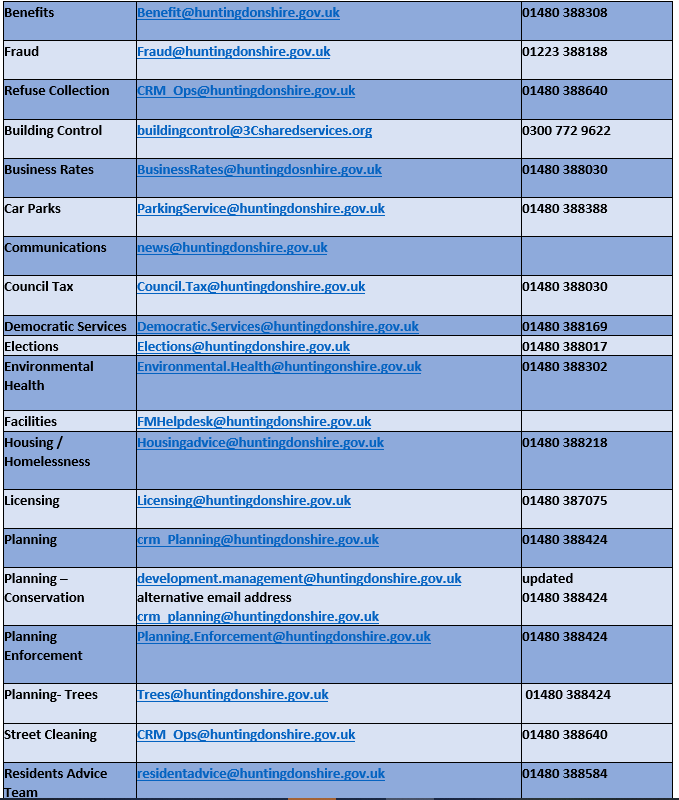 Benefits Benefit@huntingdonshire.gov.uk 01480 388308
Fraud Fraud@huntingdonshire.gov.uk 01223 388188
Refuse Collection CRM_Ops@huntingdonshire.gov.uk 01480 388640
Building Control buildingcontrol@3Csharedservices.org 0300 772 9622
Business Rates BusinessRates@huntingdosnhire.gov.uk 01480 388030
Car Parks ParkingService@huntingdonshire.gov.uk 01480 388388
Communications news@huntingdonshire.gov.uk
Council Tax Council.Tax@huntingdonshire.gov.uk 01480 388030
Democratic Services Democratic.Services@huntingdonshire.gov.uk 01480 388169
Elections Elections@huntingdonshire.gov.uk 01480 388017
Environmental Environmental.Health@huntingonshire.gov.uk 01480 388302
Health
Facilities FMHelpdesk@huntingdonshire.gov.uk
Housing / Housingadvice@huntingdonshire.gov.uk 01480 388218
Homelessness
Licensing Licensing@huntingdonshire.gov.uk 01480 387075
Planning crm_Planning@huntingdonshire.gov.uk 01480 388424
Planning – development.management@huntingdonshire.gov.uk updated
Conservation alternative email address 01480 388424
crm_planning@huntingdonshire.gov.uk
Planning Planning.Enforcement@huntingdonshire.gov.uk 01480 388424
Enforcement
Planning- Trees Trees@huntingdonshire.gov.uk 01480 388424
Street Cleaning CRM_Ops@huntingdonshire.gov.uk 01480 388640
Residents Advice residentadvice@huntingdonshire.gov.uk 01480 388584
Team